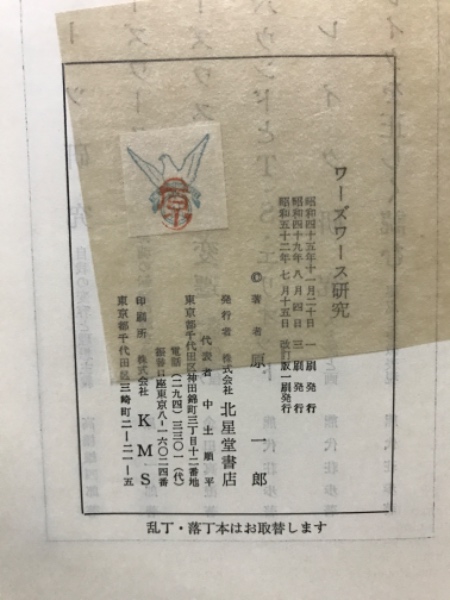 ワーズワース研究
昭和四十五年十一月二十日 一刷発行
昭和四十九年八月四日 三刷発行
昭和五十二年七月十五日 改訂版一刷発行
© 著者 原 一郎
発行者 株式会社 北星堂書店
代表者 中土順平
東京都千代田区神田錦町三丁目十二番地
電話(二九四)三三〇一(代)
振替口座東京八-一六〇二四番
印刷所 株式会社 KMS
東京都千代田区三崎町二-二一-五
原
乱丁・落丁本はお取替します